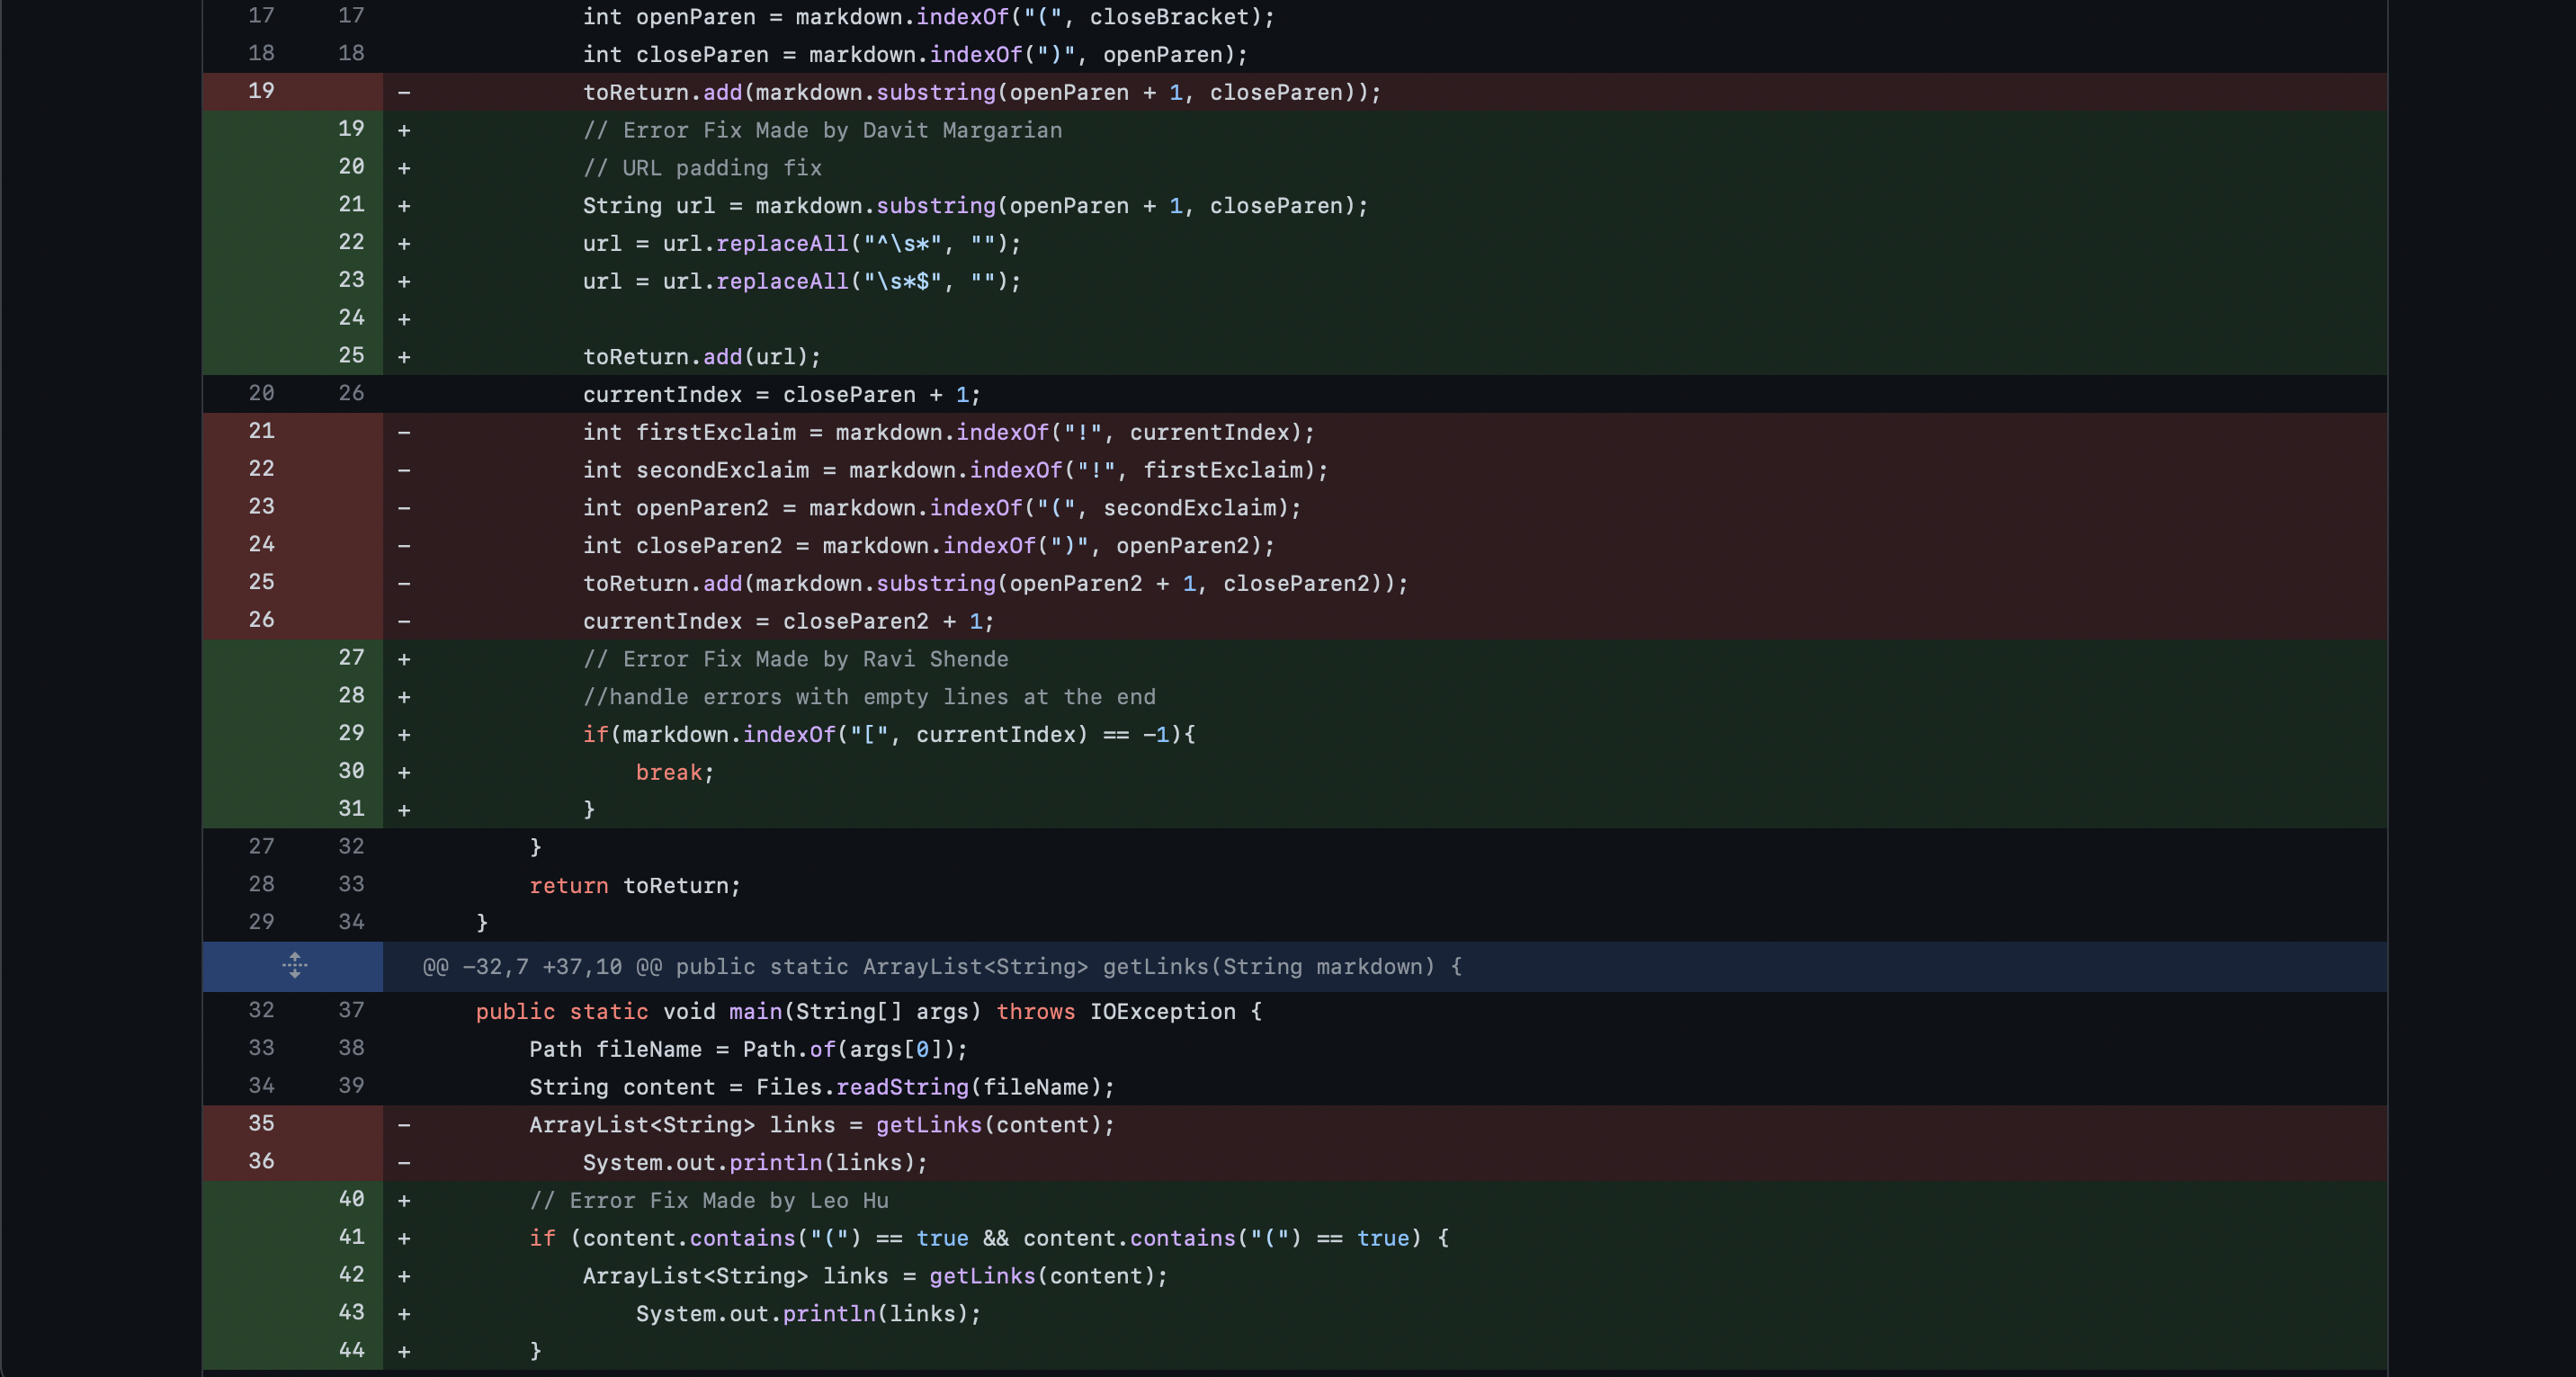 17 17 int openParen = markdown.indexOf("(", closeBracket);
18 18 int closeParen = markdown.indexOf(")", openParen);
19 - toReturn.add(markdown.substring(openParen + 1, closeParen));
19 + // Error Fix Made by Davit Margarian
20 + // URL padding fix
21 + String url = markdown.substring(openParen + 1, closeParen);
22 + url = url.replaceAll("^\s*", "");
23 + url = url.replaceAll("\s*$", "");
24 +
25 + toReturn.add(url);
20 26 currentIndex = closeParen + 1;
21 - int firstExclaim = markdown.indexOf("!", currentIndex);
22 - int secondExclaim = markdown.indexOf("!", firstExclaim);
23 - int openParen2 = markdown.indexOf("(", secondExclaim);
24 - int closeParen2 = markdown.indexOf(")", openParen2);
25 - toReturn.add(markdown.substring(openParen2 + 1, closeParen2));
26 - currentIndex = closeParen2 + 1;
27 + // Error Fix Made by Ravi Shende
28 + //handle errors with empty lines at the end
29 + if(markdown.indexOf("[", currentIndex) == -1){
30 + break;
31 + }
27 32 }
28 33 return toReturn;
29 34 }
@@ -32,7 +37,10 @@ public static ArrayList<String> getLinks(String markdown) {
32 37 public static void main(String[] args) throws IOException {
33 38 Path fileName = Path.of(args[0]);
34 39 String content = Files.readString(fileName);
35 - ArrayList<String> links = getLinks(content);
36 - System.out.println(links);
40 + // Error Fix Made by Leo Hu
41 + if (content.contains("(") == true && content.contains("(") == true) {
42 + ArrayList<String> links = getLinks(content);
43 + System.out.println(links);
44 + }